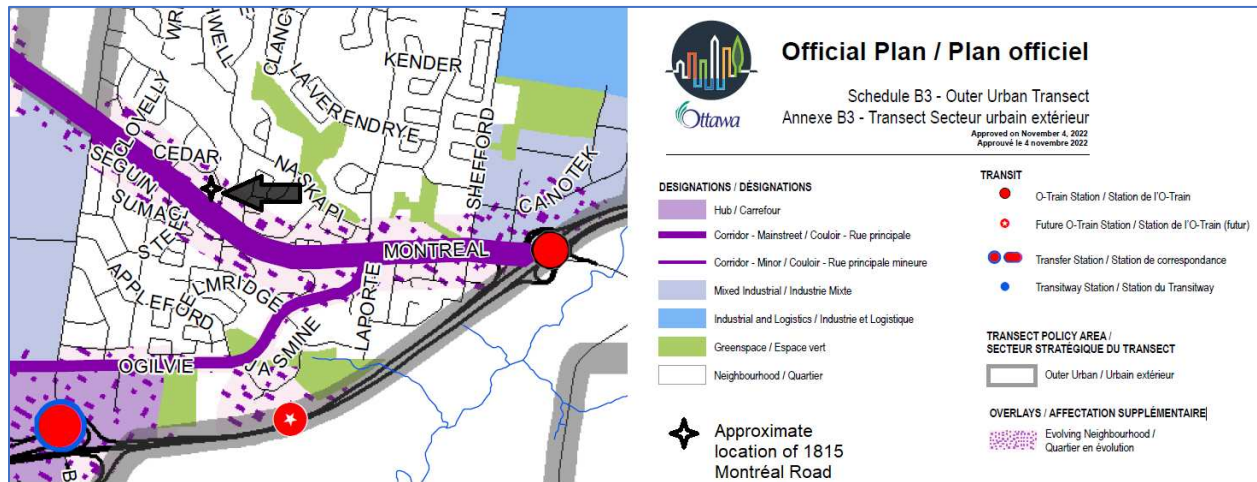 WR
HWELL
CLANCY
KENDER
LA VERENDRYE
CLOVELLY
CEDAR
NASKAPI
SHEFFORD
CANOTEK
SEGUIN
SUMAC
STEEL
MONTREAL
ELMRIDGE
APPLEFORD
LAPORTE
JASMINE
OGILVIE
B
Ottawa
Official Plan / Plan officiel
Schedule B3 - Outer Urban Transect
Annexe B3 - Transect Secteur urbain extérieur
Approved on November 4, 2022
Approuvé le 4 novembre 2022
DESIGNATIONS / DÉSIGNATIONS
Hub / Carrefour
Corridor - Mainstreet / Couloir - Rue principale
Corridor - Minor / Couloir - Rue principale mineure
Mixed Industrial / Industrie Mixte
Industrial and Logistics / Industrie et Logistique
Greenspace / Espace vert
Neighbourhood / Quartier
Approximate
location of 1815
Montréal Road
TRANSIT
O-Train Station / Station de l'O-Train
Future O-Train Station / Station de l'O-Train (futur)
Transfer Station / Station de correspondance
Transitway Station / Station du Transitway
TRANSECT POLICY AREA /
SECTEUR STRATÉGIQUE DU TRANSECT
Outer Urban / Urbain extérieur
OVERLAYS / AFFECTATION SUPPLÉMENTAIRE
Evolving Neighbourhood /
Quartier en évolution